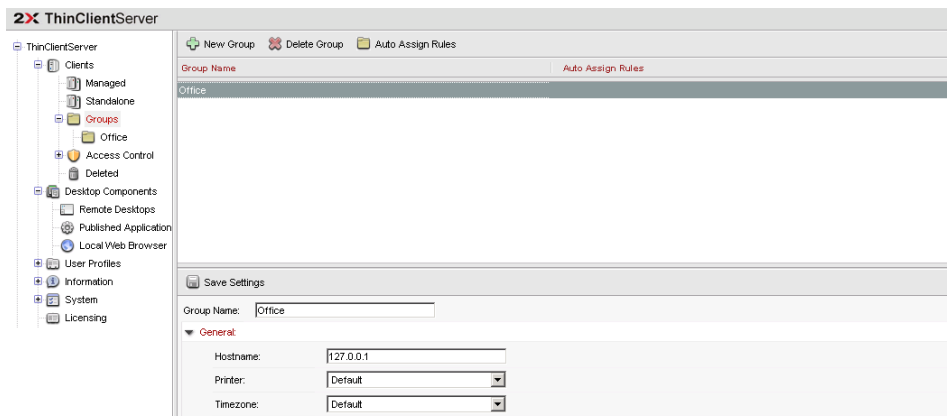 2X ThinClientServer
ThinClientServer
Clients
Managed
Standalone
Groups
Office
Access Control
Deleted
Desktop Components
Remote Desktops
Published Application
Local Web Browser
User Profiles
Information
System
Licensing
New Group Delete Group Auto Assign Rules
Group Name Auto Assign Rules
Office
Save Settings
Group Name: Office
General:
Hostname: 127.0.0.1
Printer: Default
Timezone: Default